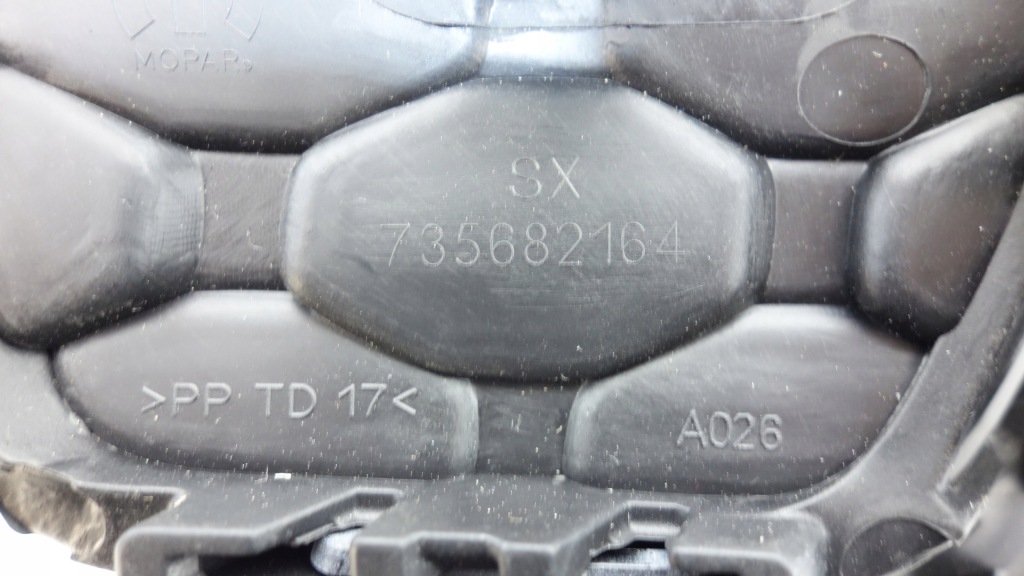 MOPAR®
SX
735682164
>PP TD 17<
A026